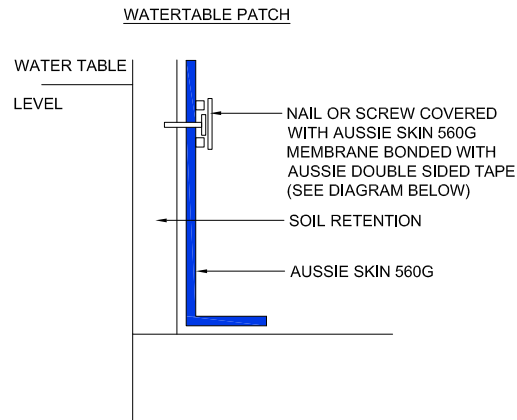 WATERTABLE PATCH
WATER TABLE
LEVEL
NAIL OR SCREW COVERED
WITH AUSSIE SKIN 560G
MEMBRANE BONDED WITH
AUSSIE DOUBLE SIDED TAPE
(SEE DIAGRAM BELOW)
SOIL RETENTION
AUSSIE SKIN 560G